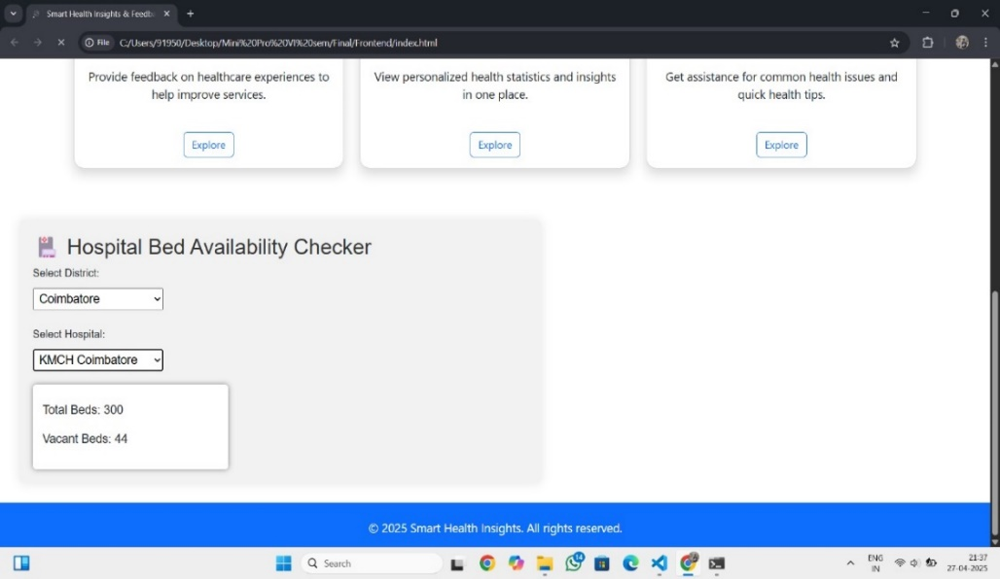 Smart Health Insights & Feedb
File C:/Users/91950/Desktop/Mini%20Pro%20VI%20sem/Final/Frontend/index.html
Provide feedback on healthcare experiences to
help improve services.
Explore
View personalized health statistics and insights
in one place.
Explore
Get assistance for common health issues and
quick health tips.
Explore
Hospital Bed Availability Checker
Select District:
Coimbatore
Select Hospital:
KMCH Coimbatore
Total Beds: 300
Vacant Beds: 44
© 2025 Smart Health Insights. All rights reserved.
Search
ENG
IN
21:37
27-04-2025